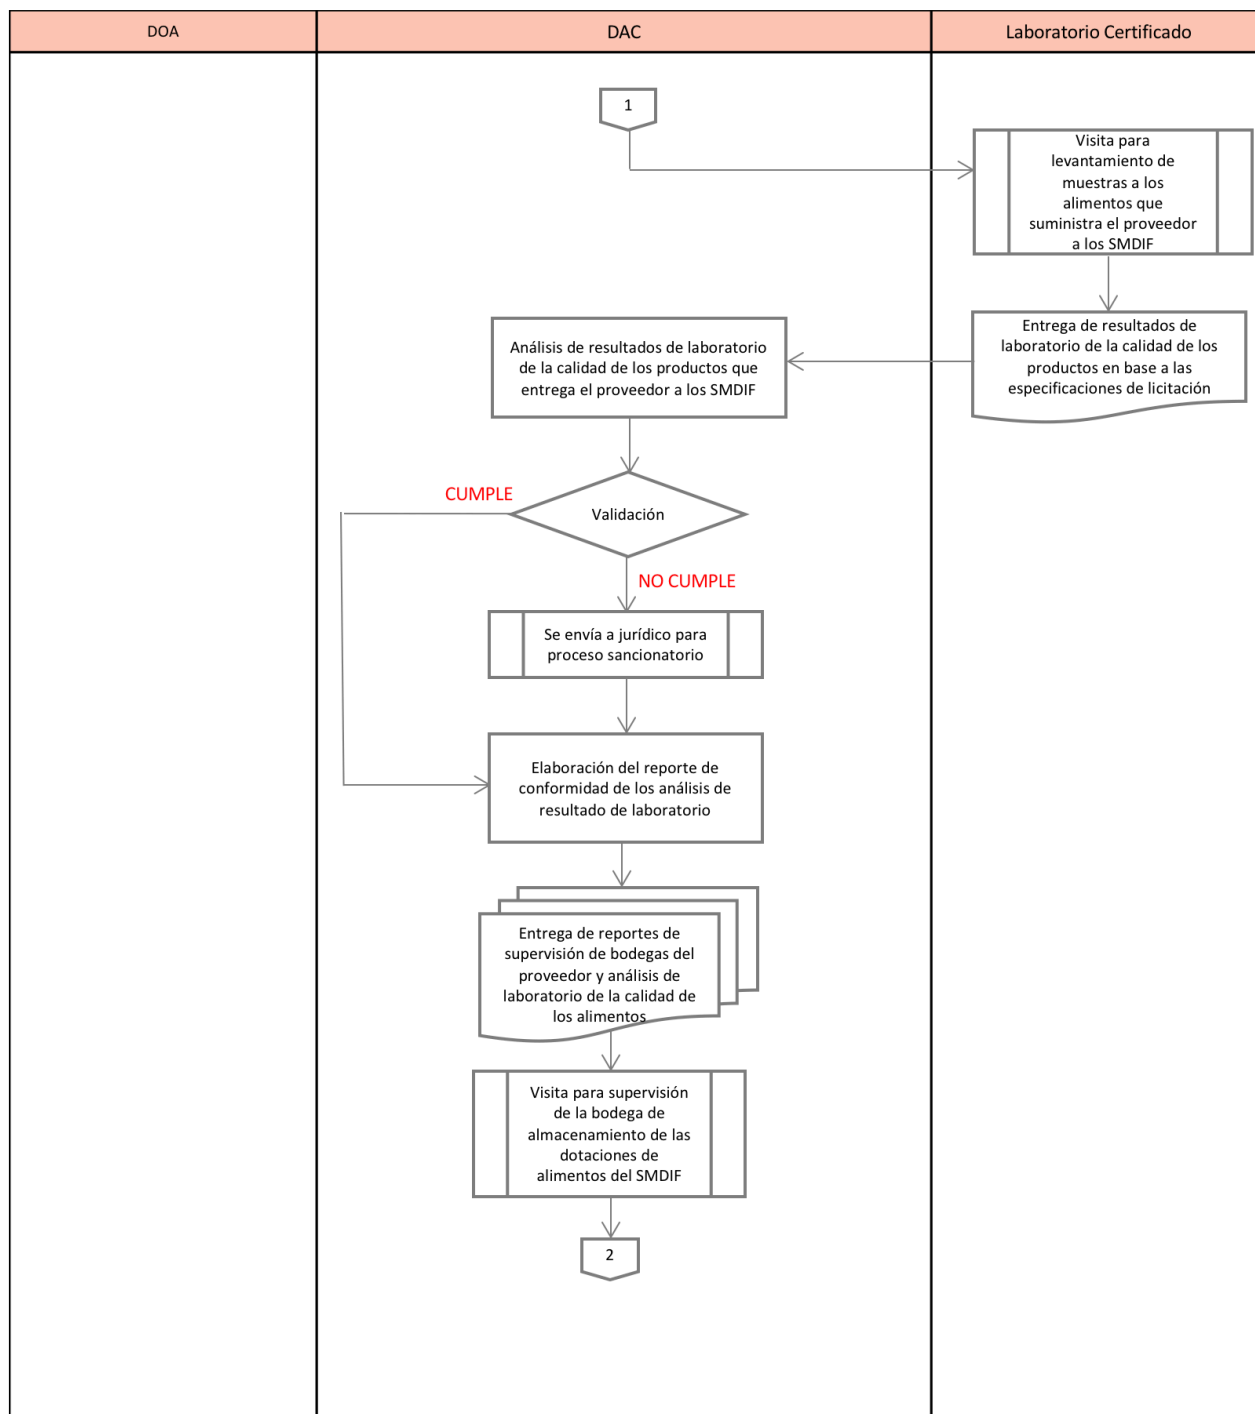 DOA
DAC
Laboratorio Certificado
1
Visita para
levantamiento de
muestras a los
alimentos que
suministra el proveedor
a los SMDIF
Entrega de resultados de
laboratorio de la calidad de los
productos en base a las
especificaciones de licitación
Análisis de resultados de laboratorio
de la calidad de los productos que
entrega el proveedor a los SMDIF
CUMPLE
Validación
NO CUMPLE
Se envía a jurídico para
proceso sancionatorio
Elaboración del reporte de
conformidad de los análisis de
resultado de laboratorio
Entrega de reportes de
supervisión de bodegas del
proveedor y análisis de
laboratorio de la calidad de
los alimentos
Visita para supervisión
de la bodega de
almacenamiento de las
dotaciones de
alimentos del SMDIF
2